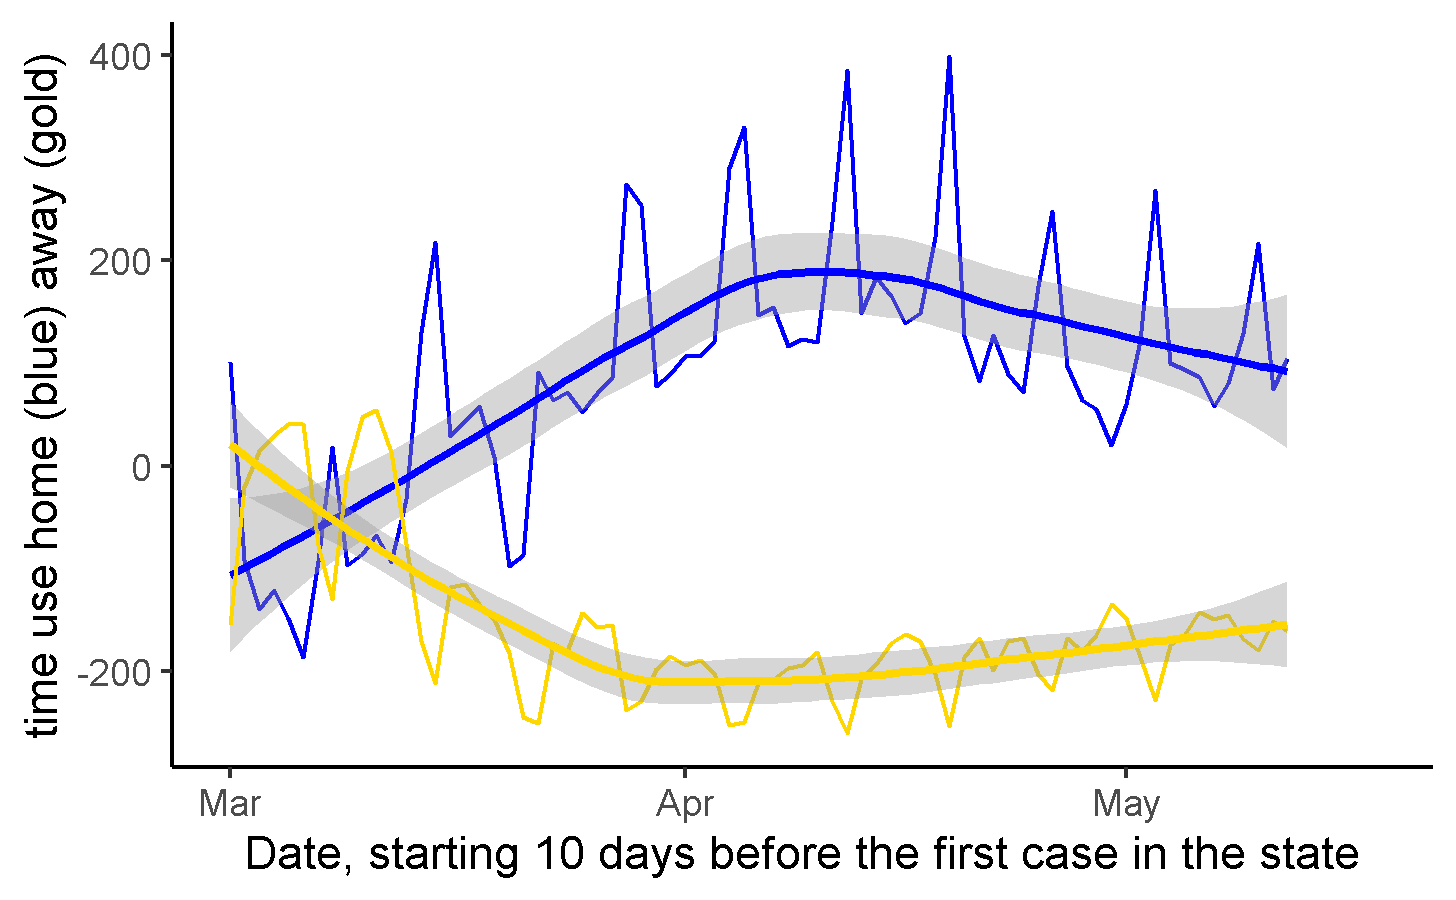 time use home (blue) away (gold)
400
200
0
-200
Mar
Apr
May
Date, starting 10 days before the first case in the state